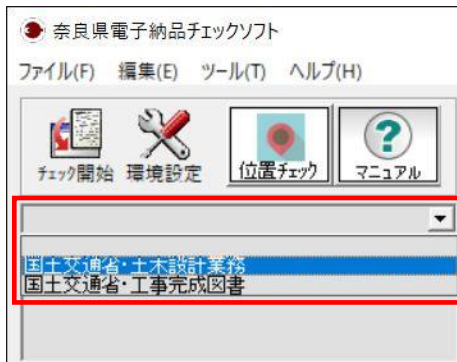 奈良県電子納品チェックソフト
ファイル(F) 編集(E) ツール(T) ヘルプ(H)
チェック開始 環境設定 位置チェック マニュアル
国土交通省・土木設計業務
国土交通省・工事完成図書